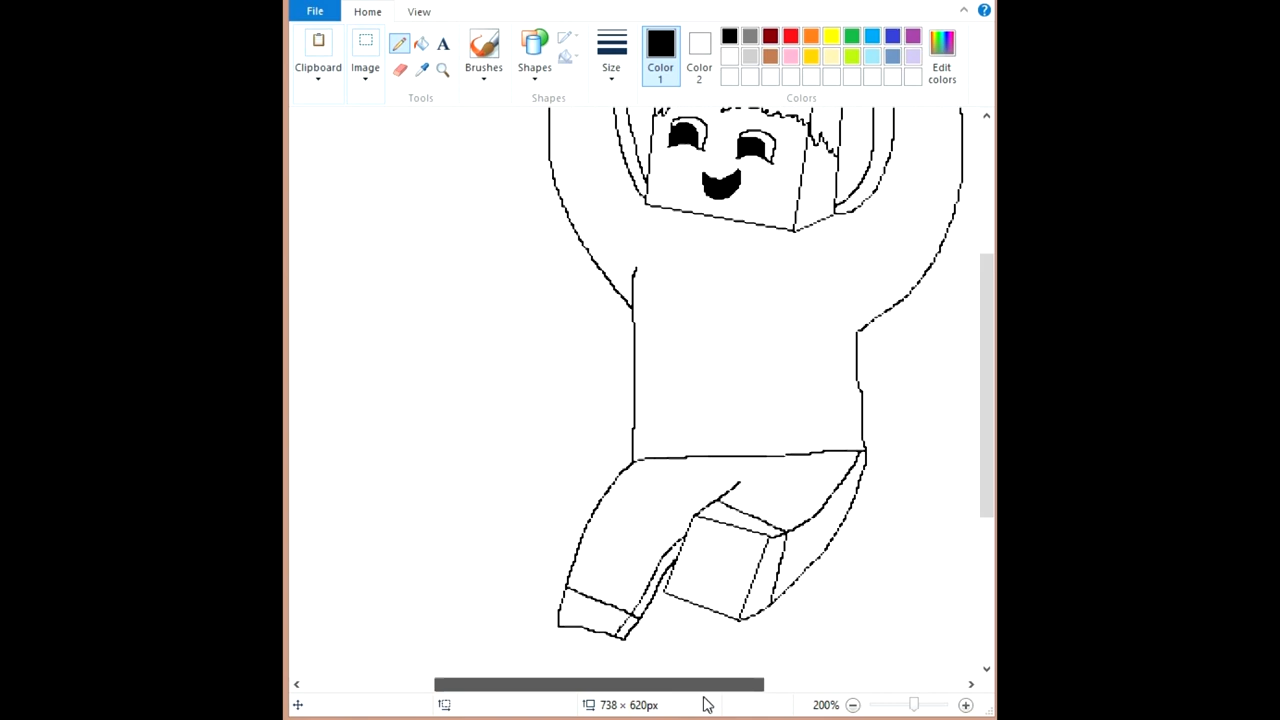 File Home View
Clipboard Image Brushes Shapes Size Color 1 Color 2 Edit colors
Tools Shapes Colors
738 × 620px 200%